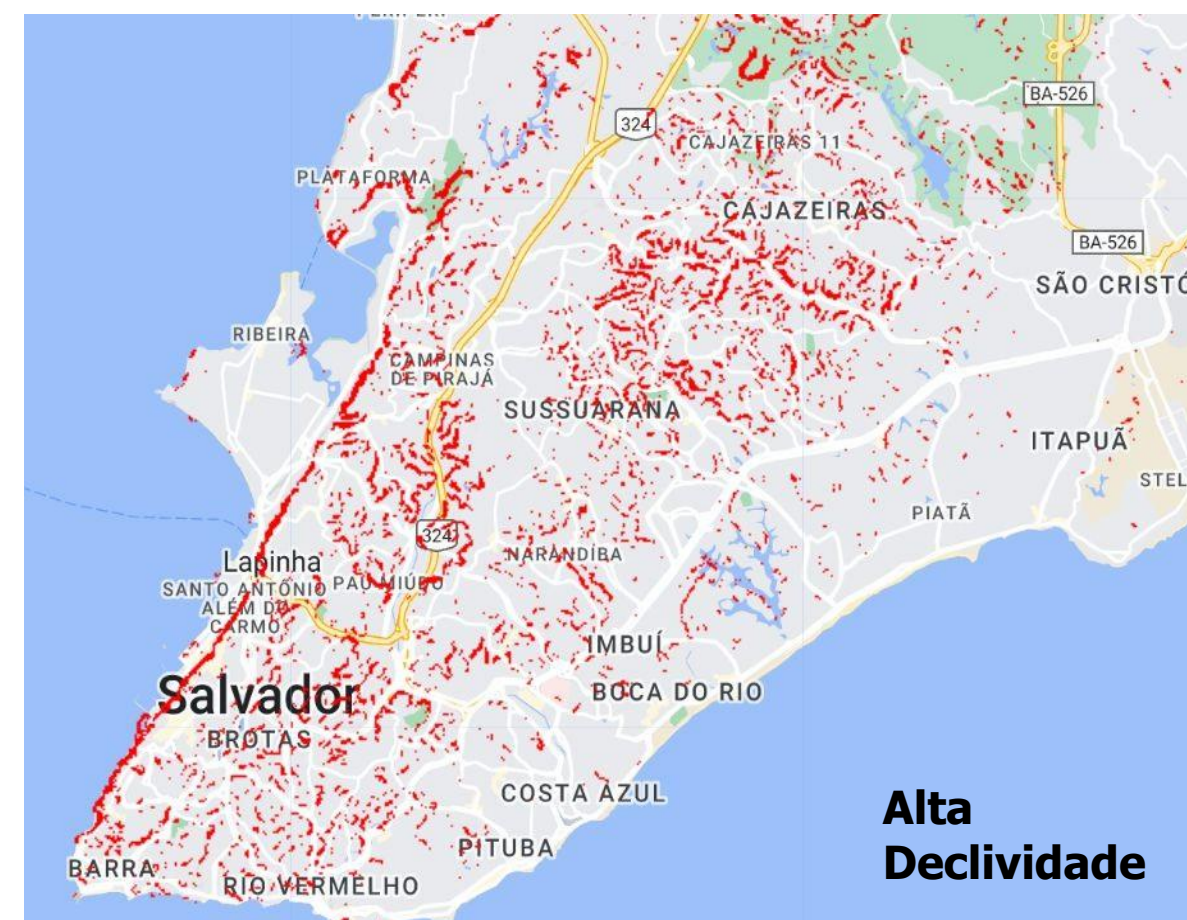 324
BA-526
CAJAZEIRAS 11
PLATAFORMA
CAJAZEIRAS
BA-526
SÃO CRISTÓ
RIBEIRA
CAMPINAS
DE PIRAJÁ
SUSSUARANA
ITAPUÃ
STEL
PIATÃ
324
NARANDIBA
Lapinha
SANTO ANTÔNIO
ALÉM DO
CARMO
PAU MIÚDO
IMBUÍ
BOCA DO RIO
Salvador
BROTAS
COSTA AZUL
PITUBA
BARRA
RIO VERMELHO
Alta
Declividade